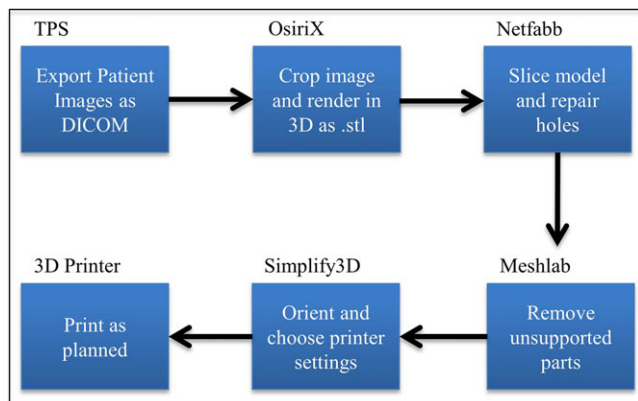 TPS
Export Patient
Images as
DICOM
OsiriX
Crop image
and render in
3D as .stl
Netfabb
Slice model
and repair
holes
Meshlab
Remove
unsupported
parts
Simplify3D
Orient and
choose printer
settings
3D Printer
Print as
planned